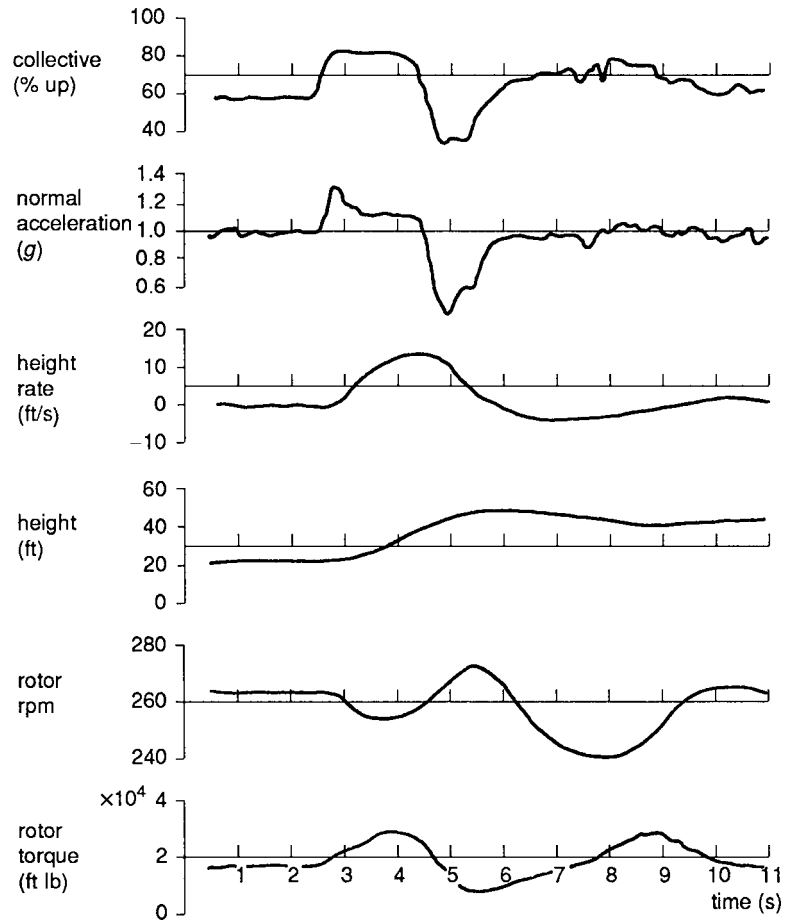 100
collective
(% up)
80
60
40
normal
acceleration
(g)
1.4
1.2
1.0
0.8
0.6
height
rate
(ft/s)
20
10
0
−10
height
(ft)
60
40
20
0
rotor
rpm
280
260
240
×10⁴ 4
rotor
torque
(ft lb)
2
0
1 2 3 4 5 6 7 8 9 10 11
time (s)